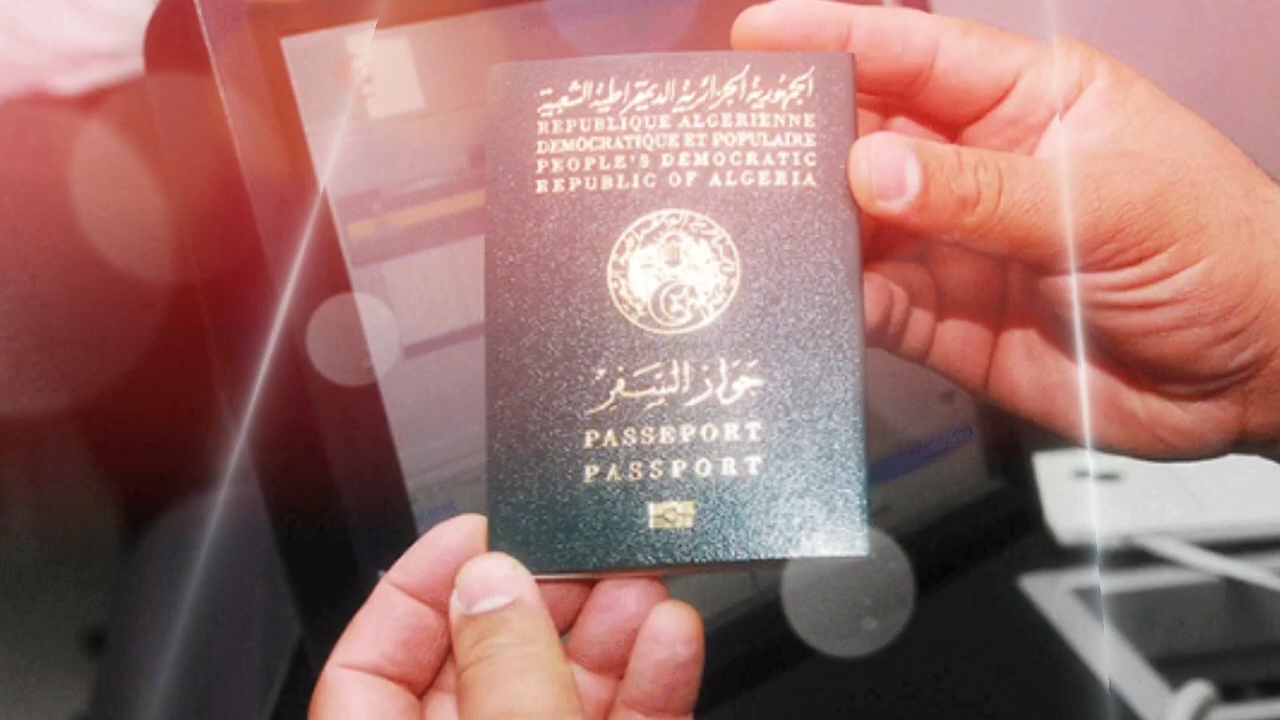 الجمهورية الجزائرية الديمقراطية الشعبية
REPUBLIQUE ALGERIENNE
DEMOCRATIQUE ET POPULAIRE
PEOPLE'S DEMOCRATIC
REPUBLIC OF ALGERIA
جواز السفر
PASSEPORT
PASSPORT